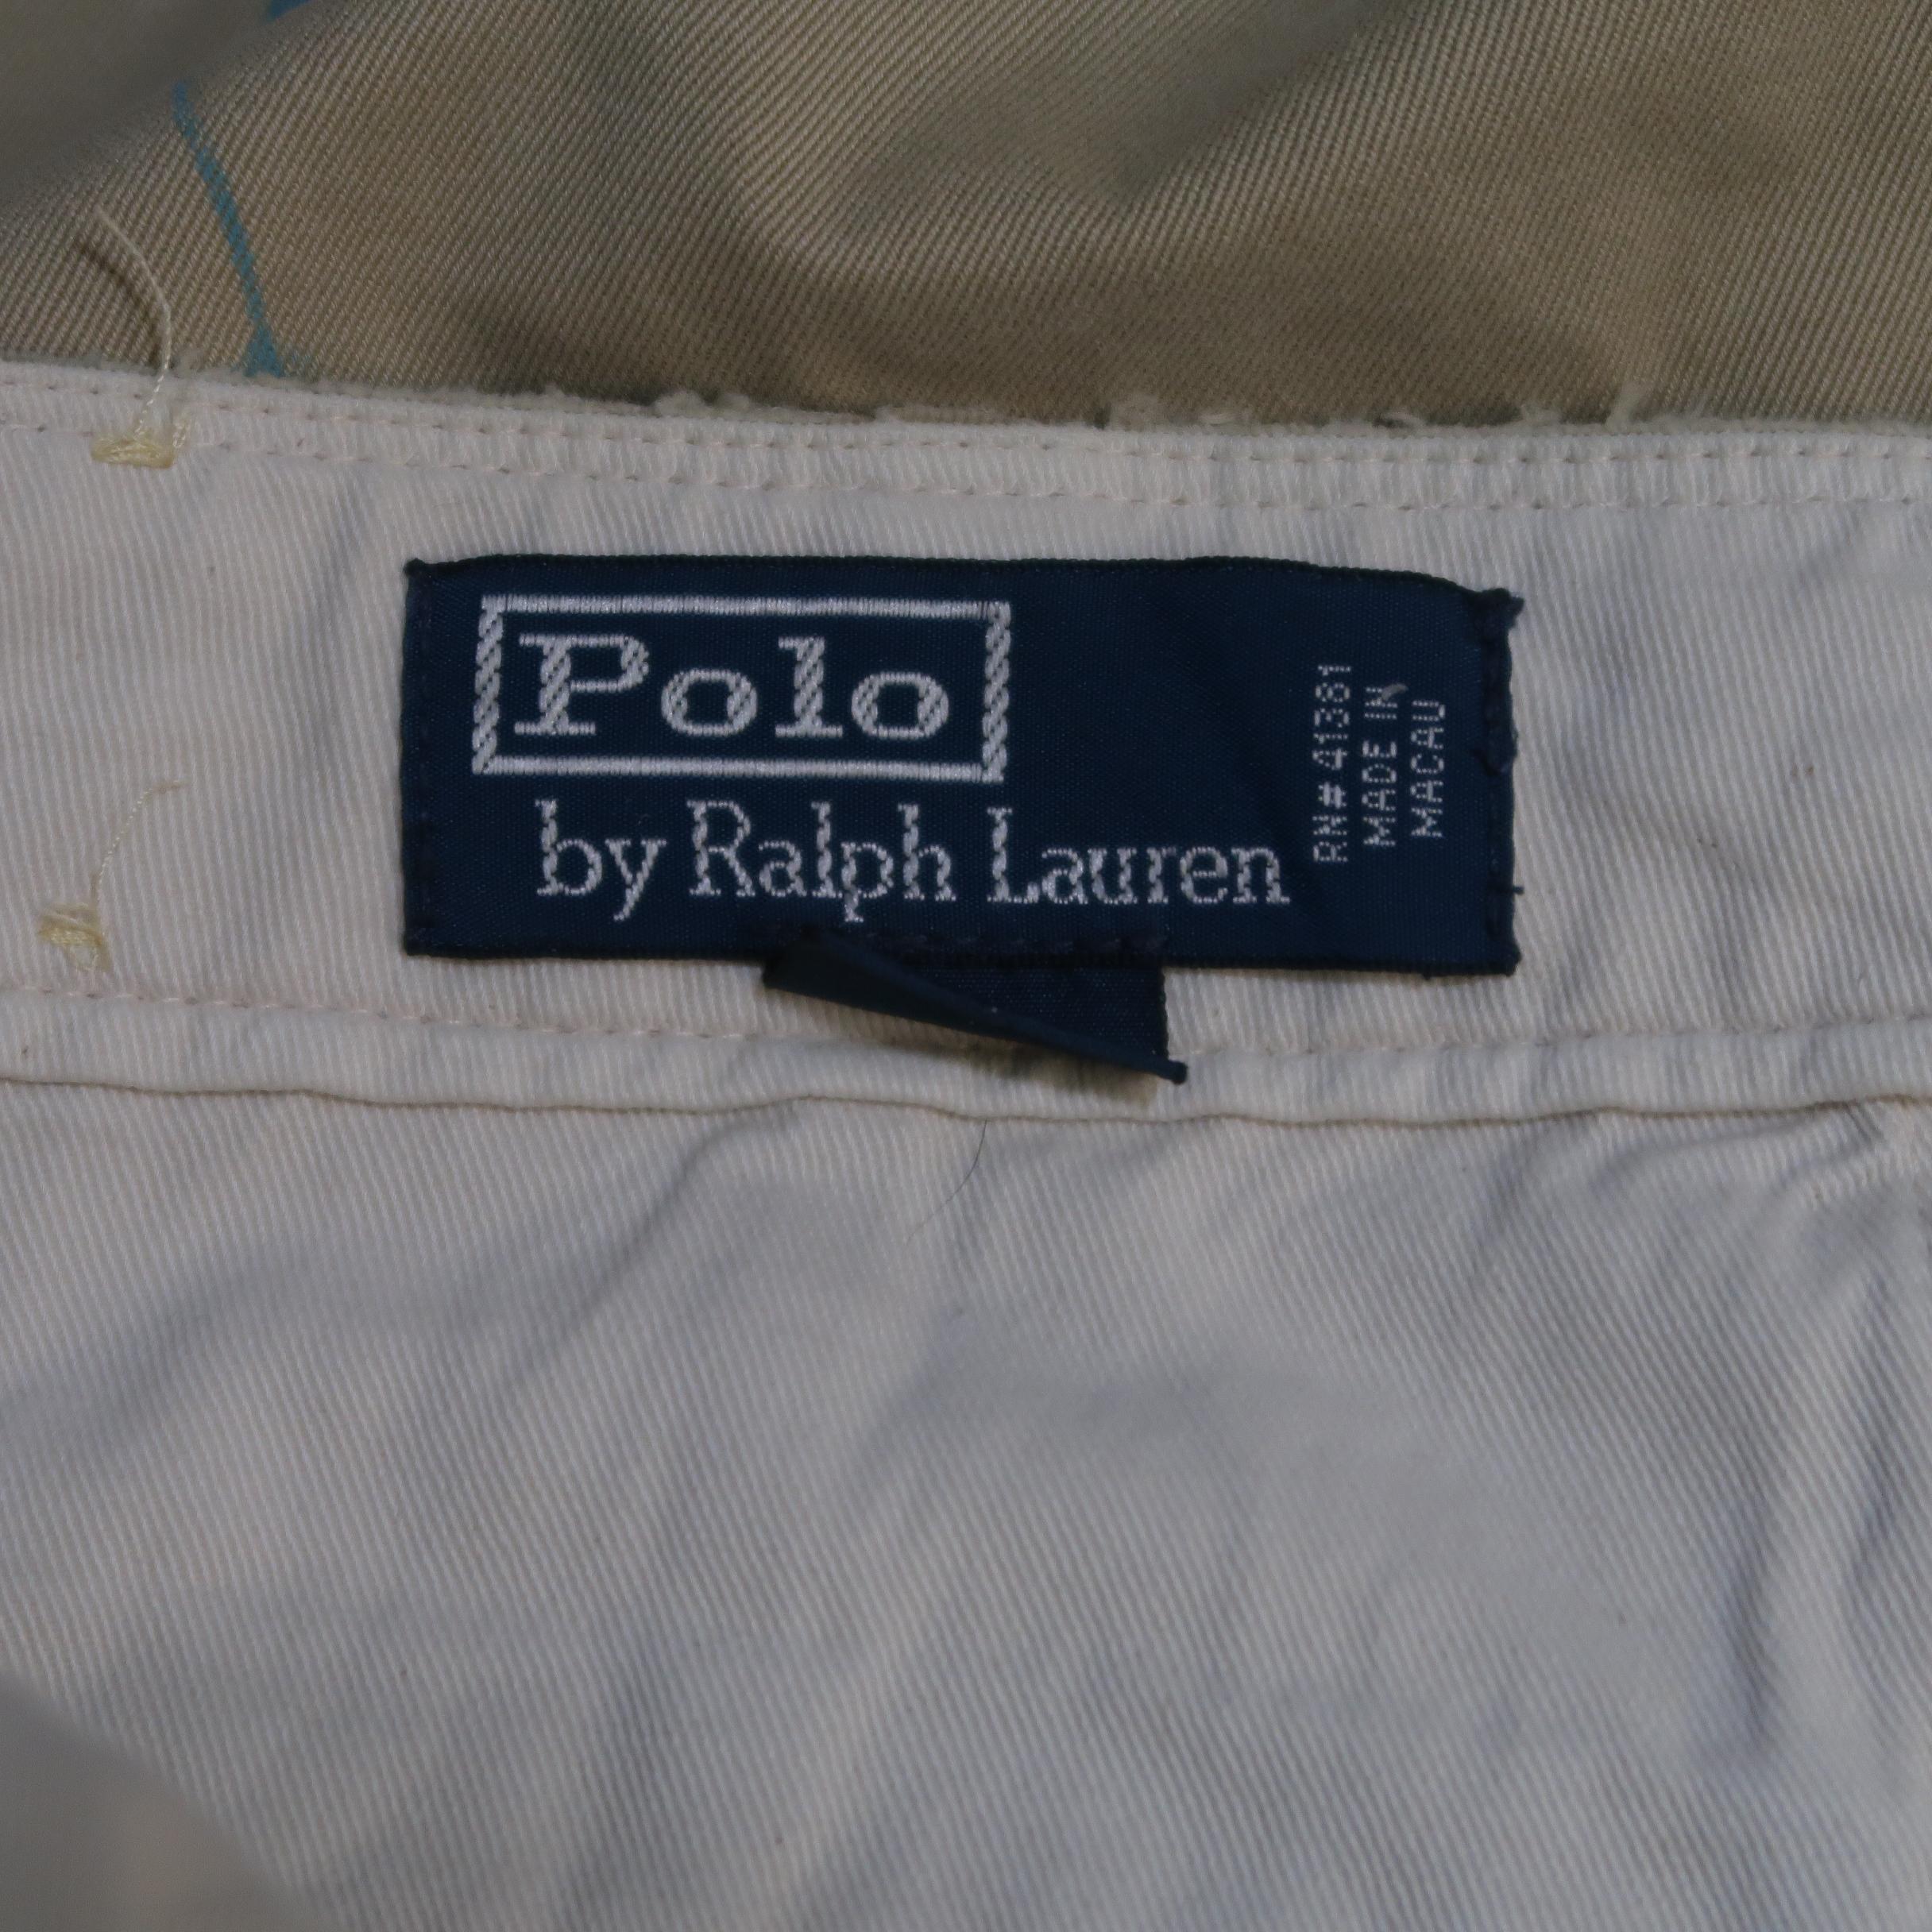 Polo
by Ralph Lauren
RN# 41381
MADE IN
MACAU